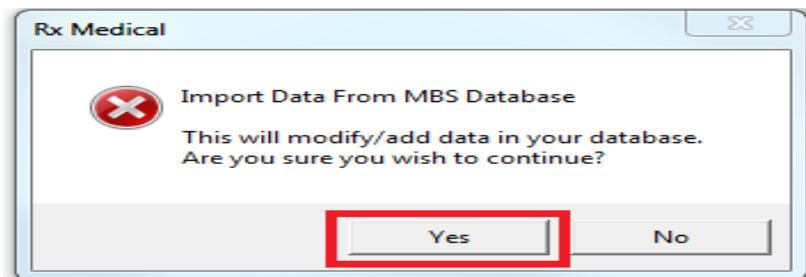 Rx Medical
Import Data From MBS Database
This will modify/add data in your database.
Are you sure you wish to continue?
Yes
No